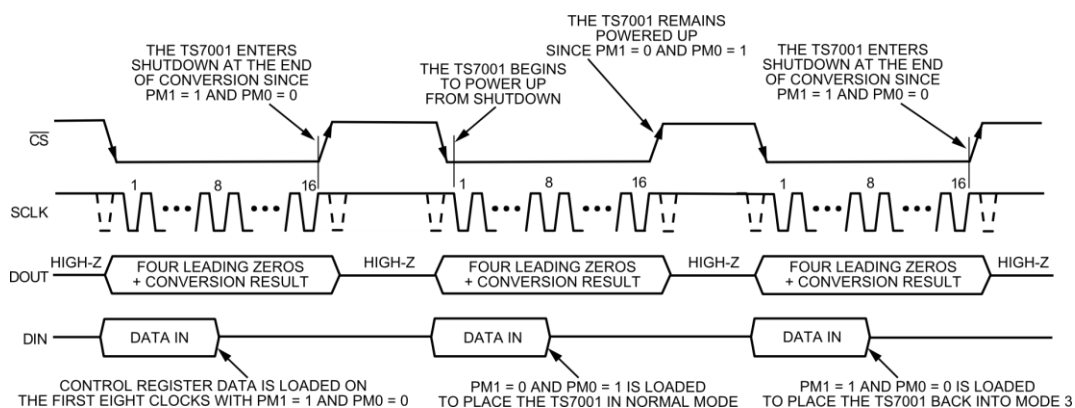 THE TS7001 ENTERS
SHUTDOWN AT THE END
OF CONVERSION SINCE
PM1 = 1 AND PM0 = 0
THE TS7001 BEGINS
TO POWER UP
FROM SHUTDOWN
THE TS7001 REMAINS
POWERED UP
SINCE PM1 = 0 AND PM0 = 1
THE TS7001 ENTERS
SHUTDOWN AT THE END
OF CONVERSION SINCE
PM1 = 1 AND PM0 = 0
CS
1 8 16 1 8 16 1 8 16
SCLK
HIGH-Z
FOUR LEADING ZEROS
+ CONVERSION RESULT
HIGH-Z
FOUR LEADING ZEROS
+ CONVERSION RESULT
HIGH-Z
FOUR LEADING ZEROS
+ CONVERSION RESULT
HIGH-Z
DOUT
DIN
DATA IN
DATA IN
DATA IN
CONTROL REGISTER DATA IS LOADED ON
THE FIRST EIGHT CLOCKS WITH PM1 = 1 AND PM0 = 0
PM1 = 0 AND PM0 = 1 IS LOADED
TO PLACE THE TS7001 IN NORMAL MODE
PM1 = 1 AND PM0 = 0 IS LOADED
TO PLACE THE TS7001 BACK INTO MODE 3